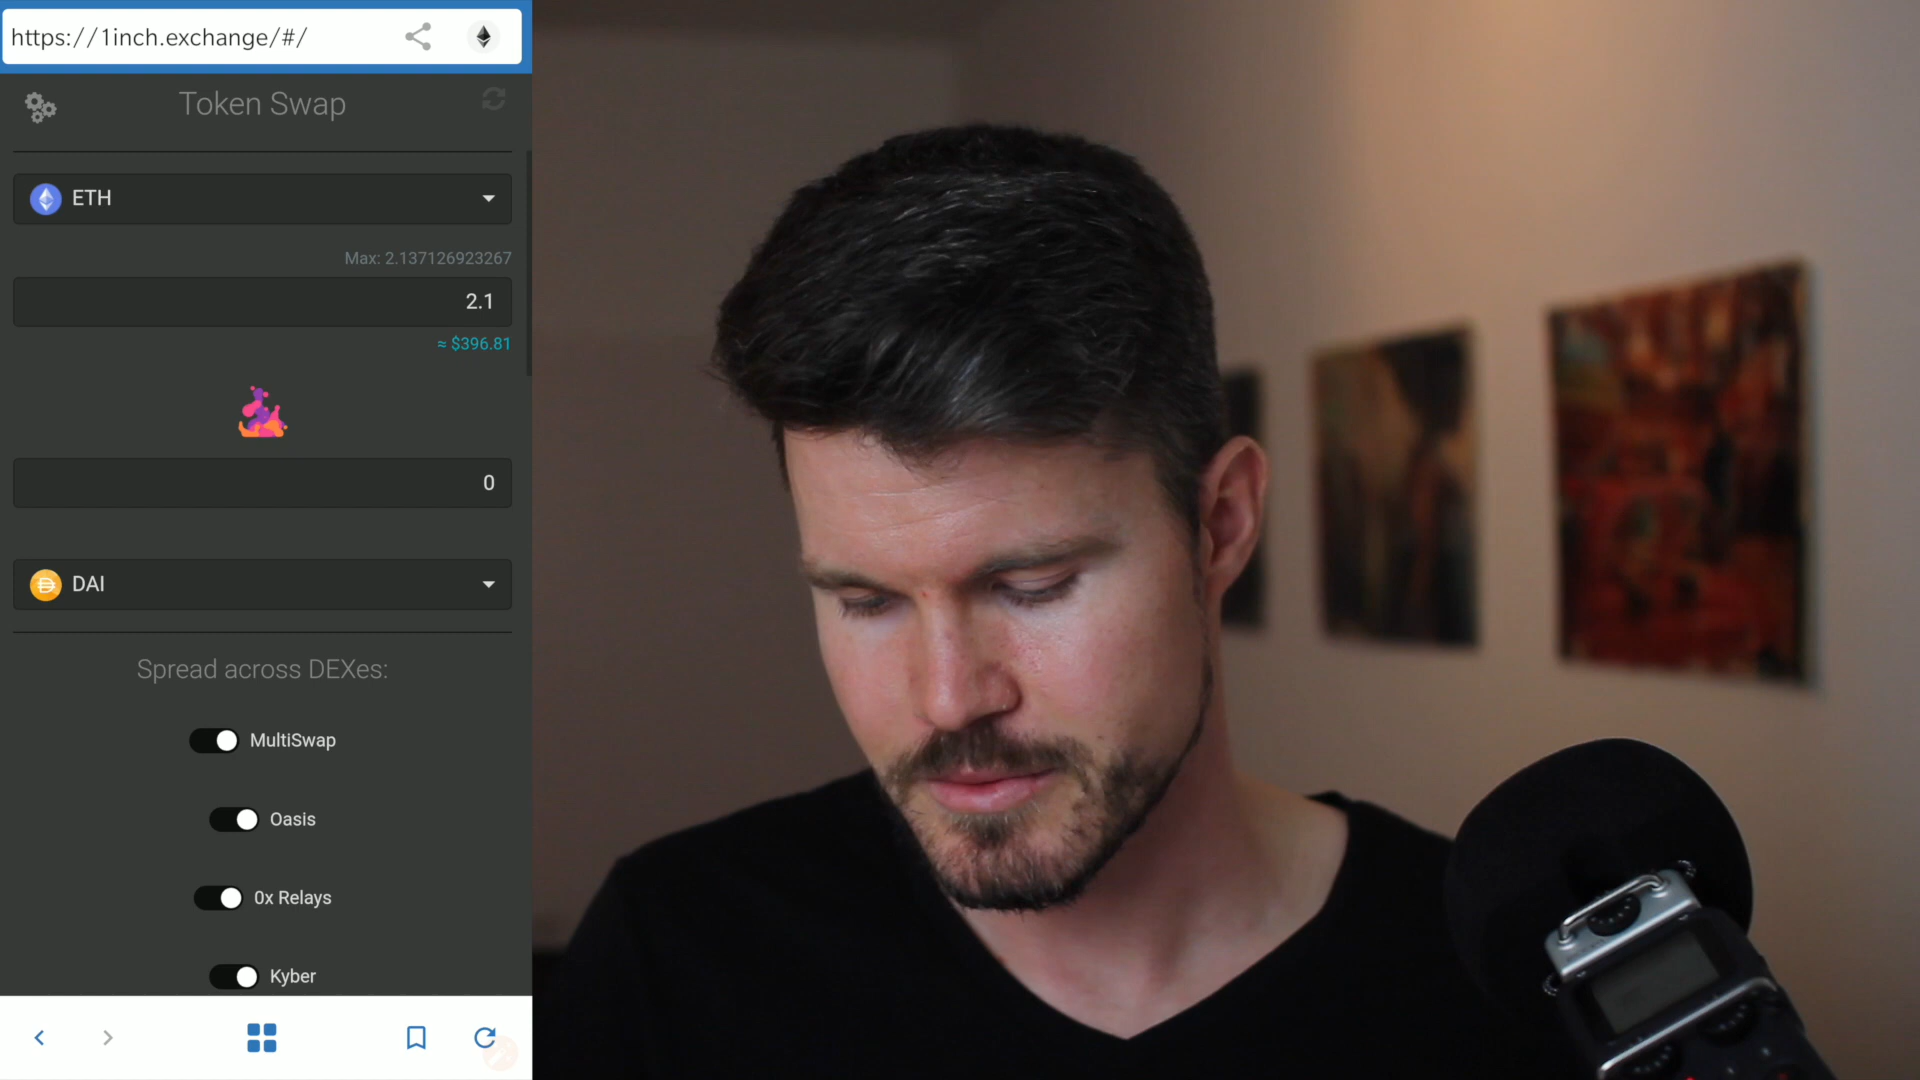 https://1inch.exchange/#/
Token Swap
ETH
Max: 2.137126923267
2.1
≈ $396.81
0
DAI
Spread across DEXes:
MultiSwap
Oasis
0x Relays
Kyber